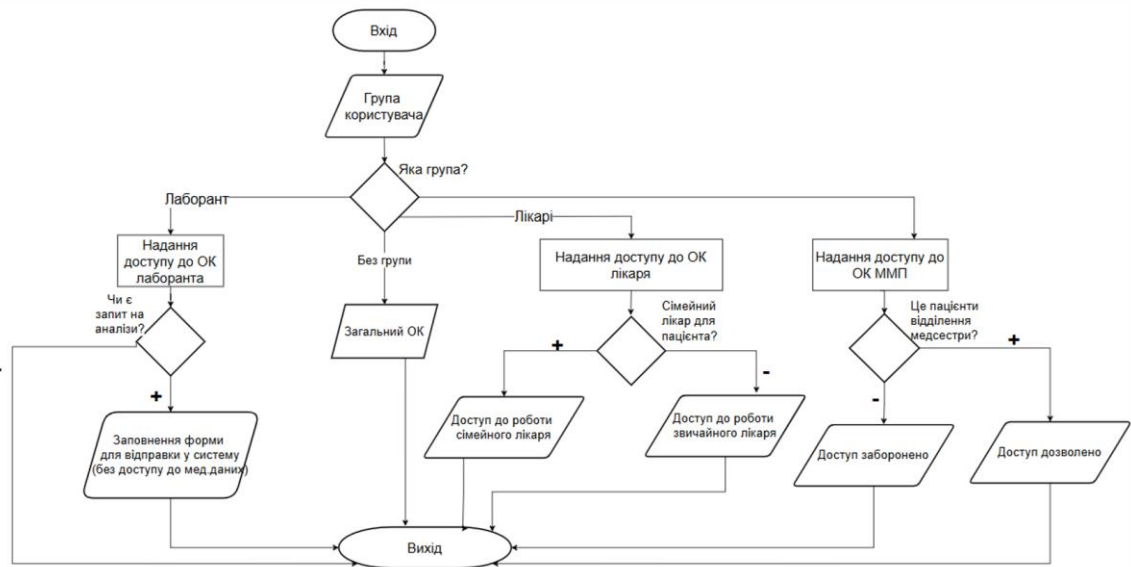 Вхід
Група
користувача
Яка група?
Лаборант
Лікарі
Без групи
Надання
доступу до ОК
лаборанта
Надання доступу до ОК
лікаря
Надання доступу до
ОК ММП
Чи є
запит на
аналізи?
Загальний ОК
Сімейний
лікар для
пацієнта?
Це пацієнти
відділення
медсестри?
+
-
+
-
+
-
+
Заповнення форми
для відправки у систему
(без доступу до мед.даних)
Доступ до роботи
сімейного лікаря
Доступ до роботи
звичайного лікаря
Доступ заборонено
Доступ дозволено
Вихід